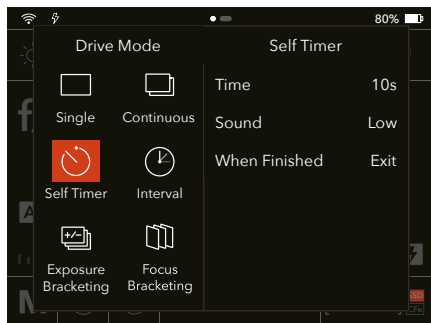 80%
Drive Mode
Self Timer
Single
Continuous
Self Timer
Interval
Exposure
Bracketing
Focus
Bracketing
Time 10s
Sound Low
When Finished Exit